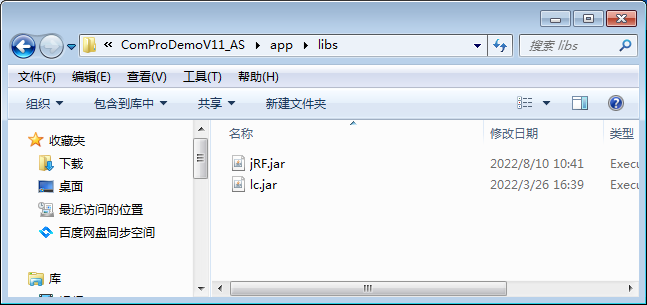 « ComProDemoV11_AS ▸ app ▸ libs
搜索 libs
文件(F) 编辑(E) 查看(V) 工具(T) 帮助(H)
组织 包含到库中 共享 新建文件夹
收藏夹
下载
桌面
最近访问的位置
百度网盘同步空间
库
名称 修改日期 类型
jRF.jar 2022/8/10 10:41 Execu
lc.jar 2022/3/26 16:39 Execu